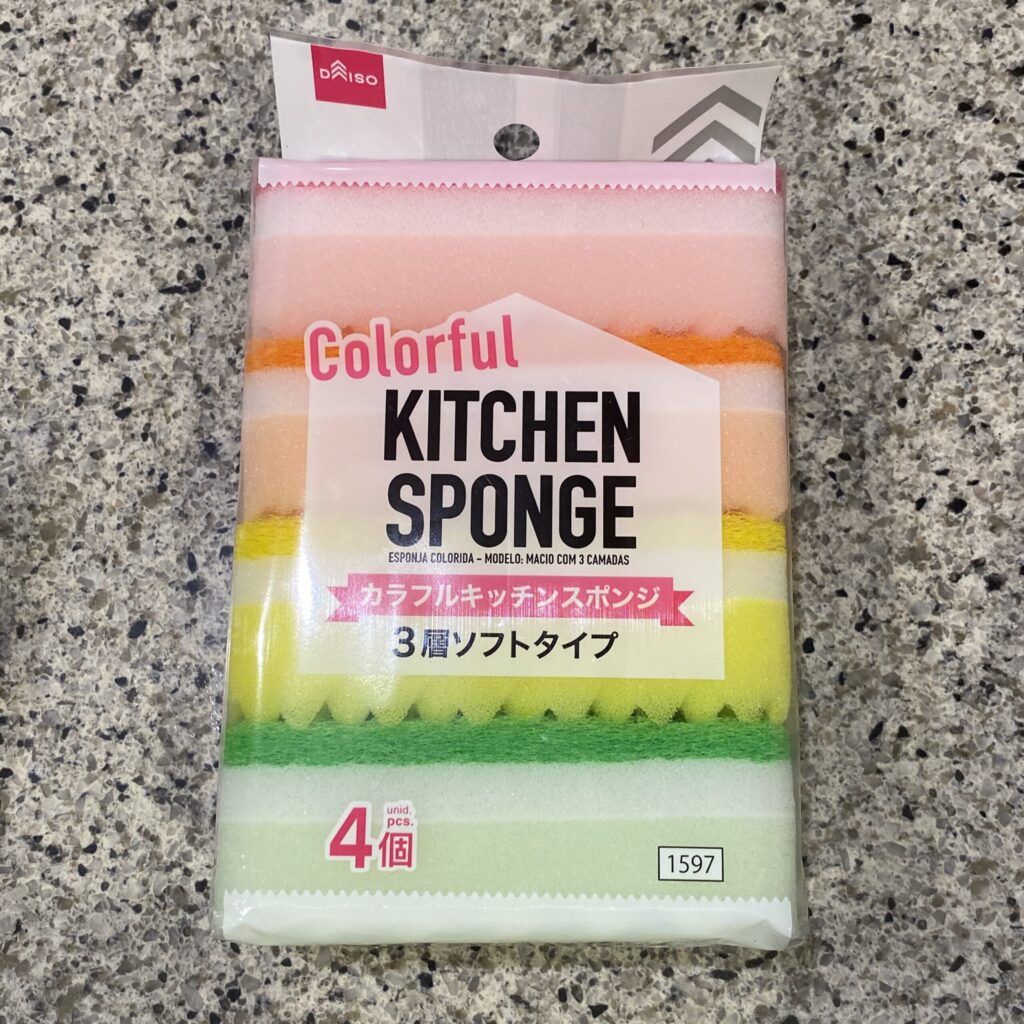 DAISO
Colorful
KITCHEN
SPONGE
ESPONJA COLORIDA – MODELO: MACIO COM 3 CAMADAS
カラフルキッチンスポンジ
3層ソフトタイプ
4 unid. pcs. 個
1597